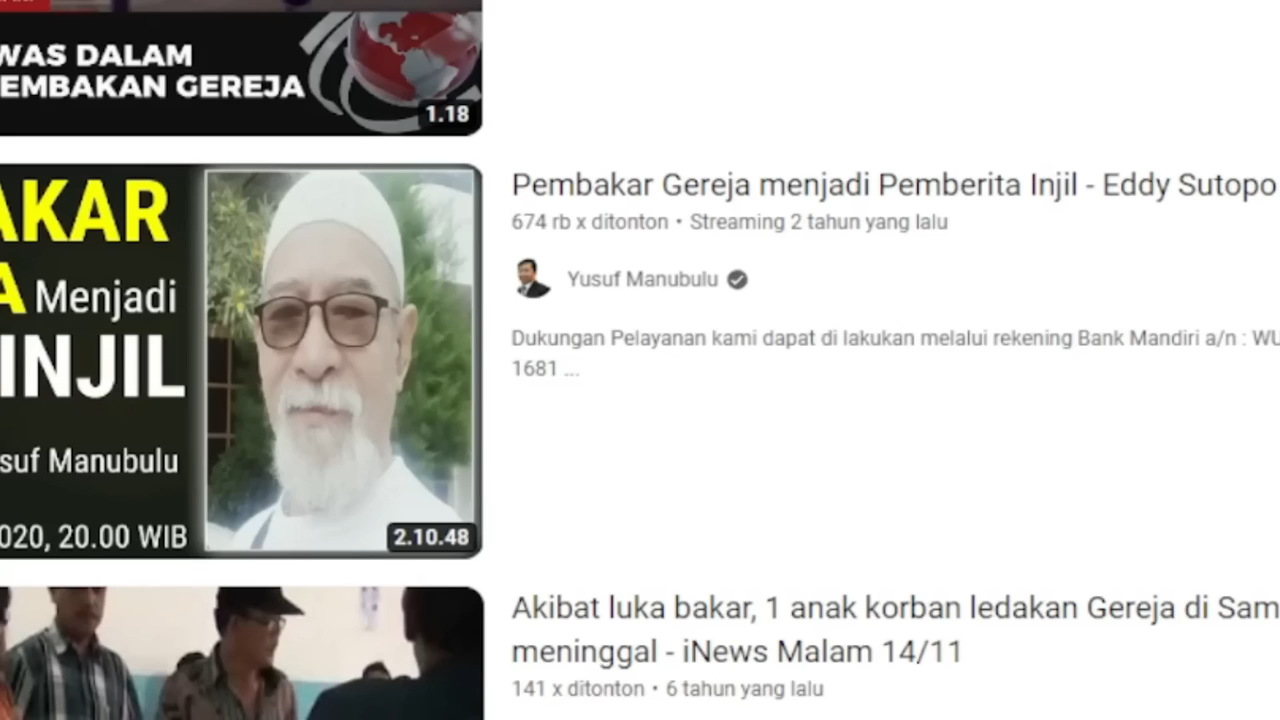 WAS DALAM
EMBAKAN GEREJA
1.18
AKAR
A Menjadi
INJIL
suf Manubulu
020, 20.00 WIB
2.10.48
Pembakar Gereja menjadi Pemberita Injil - Eddy Sutopo
674 rb x ditonton • Streaming 2 tahun yang lalu
Yusuf Manubulu
Dukungan Pelayanan kami dapat di lakukan melalui rekening Bank Mandiri a/n : WU
1681 ...
Akibat luka bakar, 1 anak korban ledakan Gereja di Sam
meninggal - iNews Malam 14/11
141 x ditonton • 6 tahun yang lalu